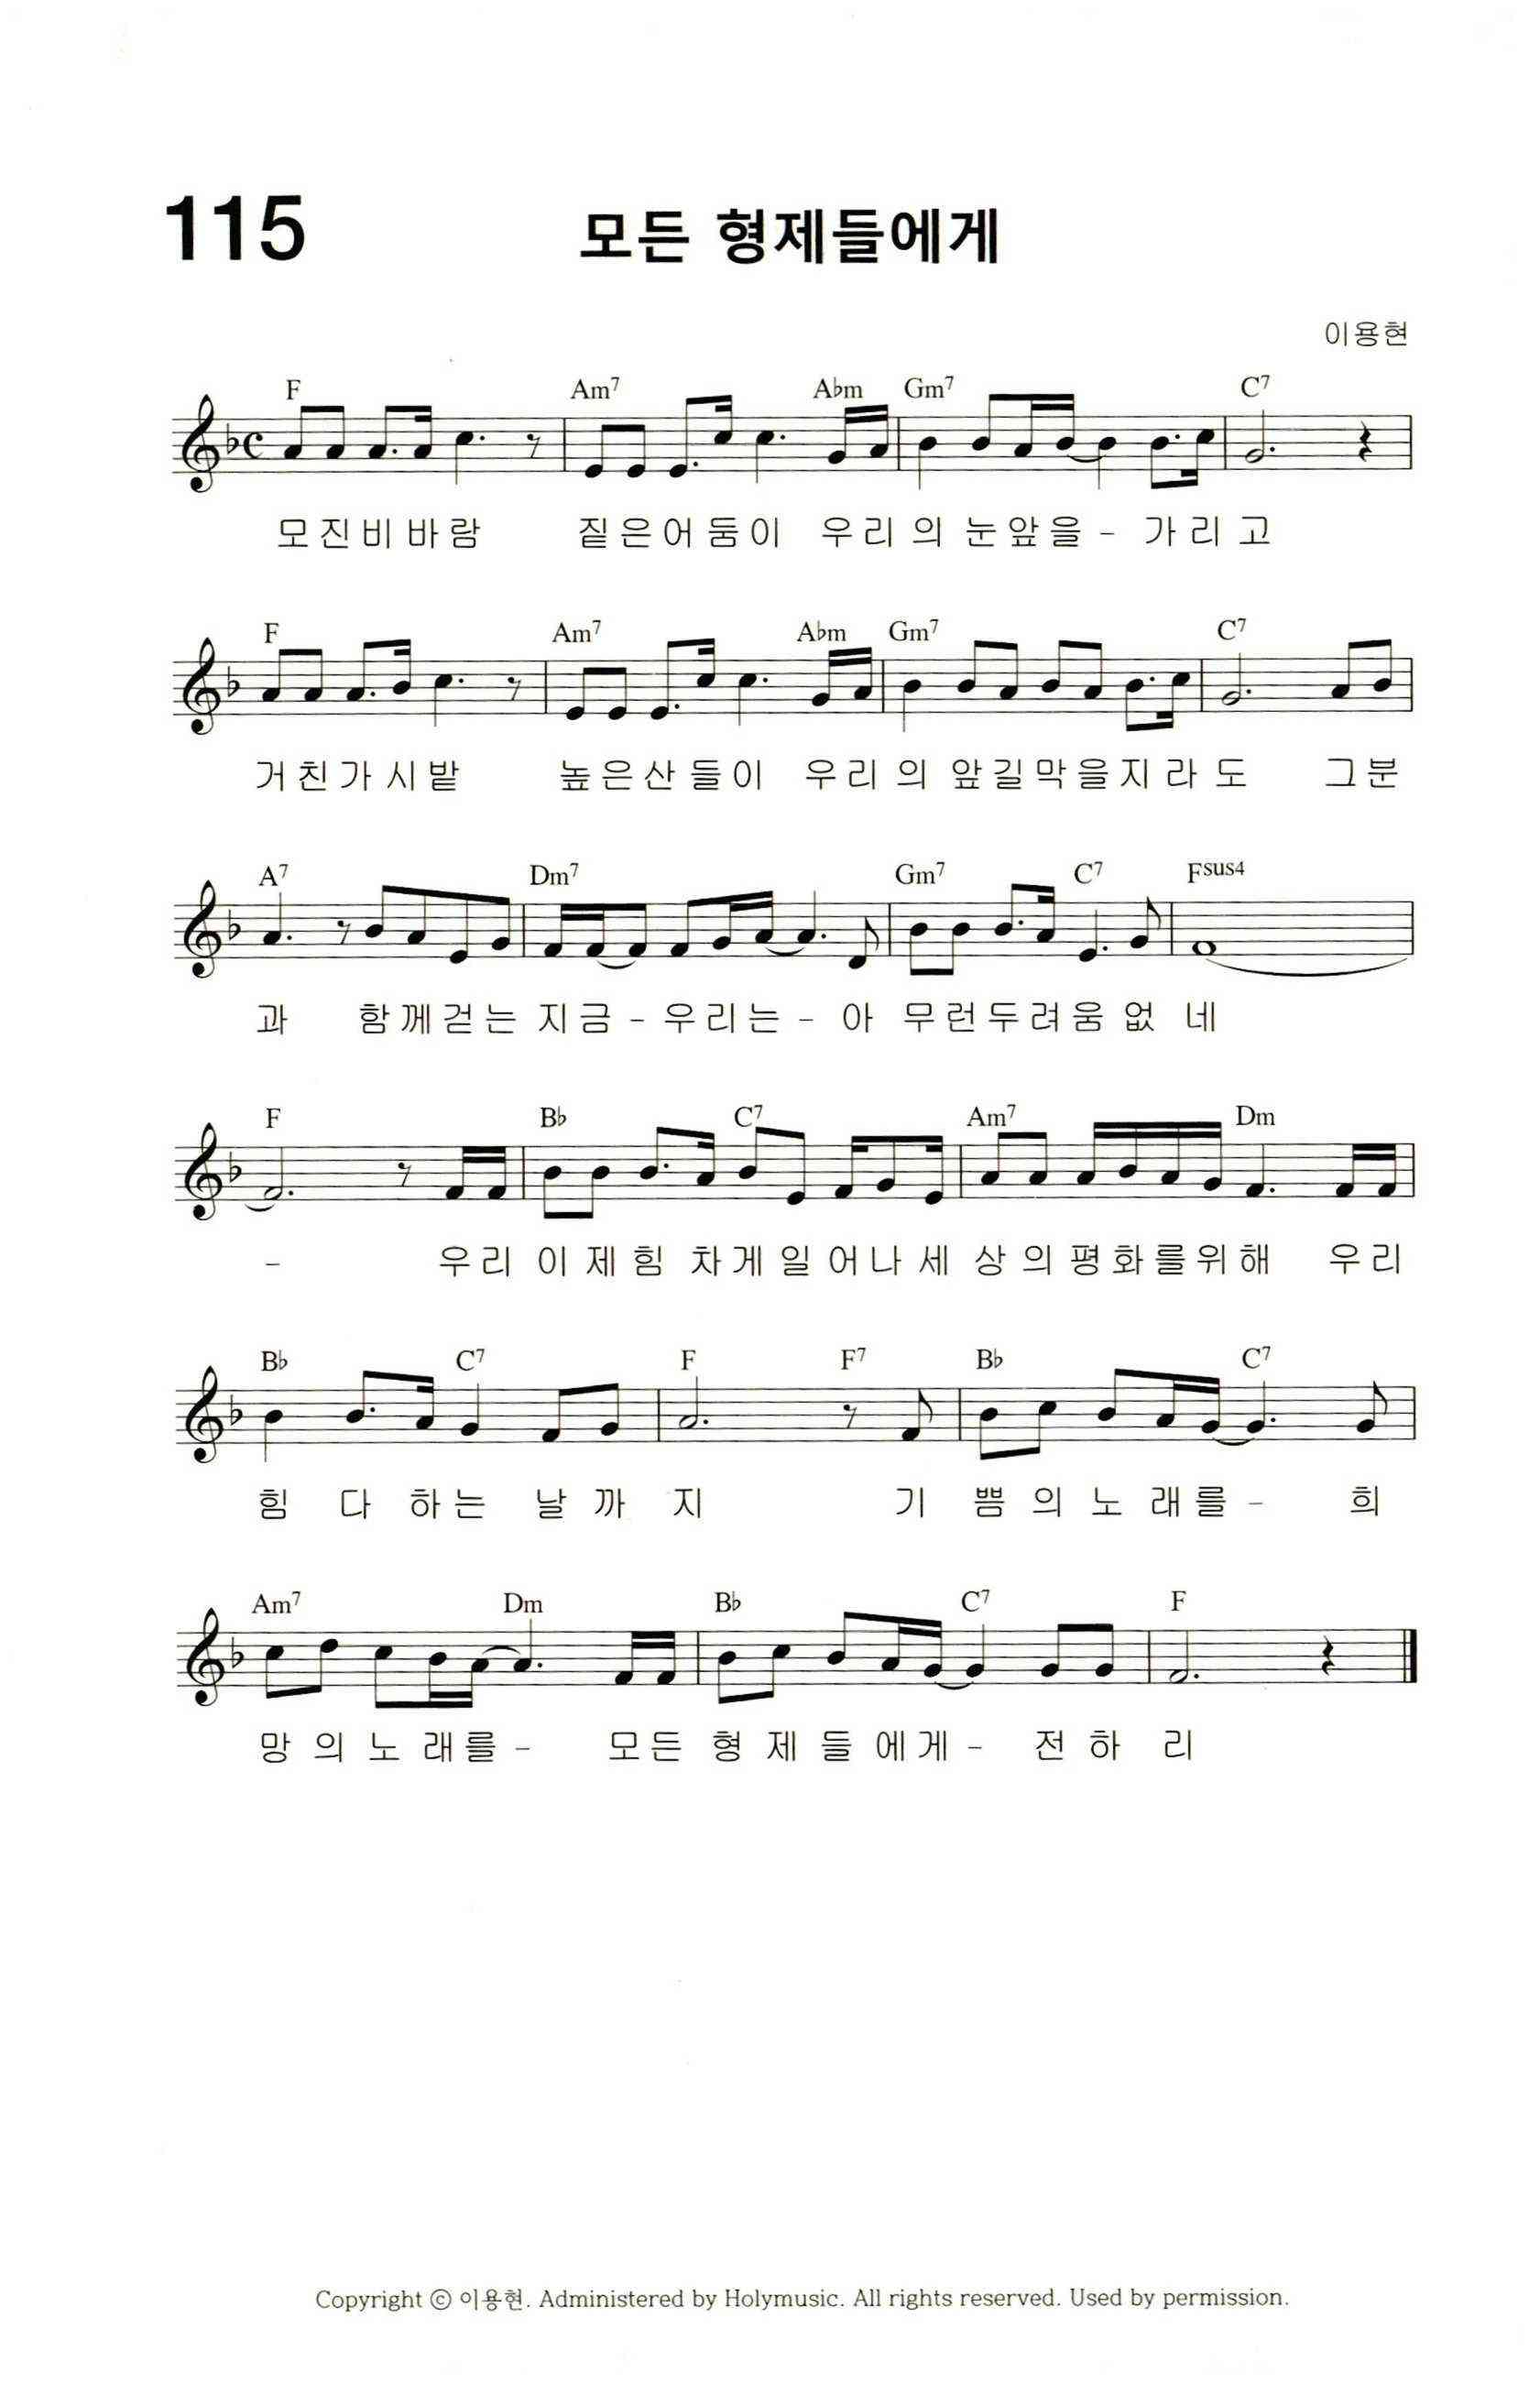 115
모든 형제들에게
이용현
F Am7 A♭m Gm7 C7
모진비바람 짙은어둠이 우리의 눈앞을- 가리고
F Am7 A♭m Gm7 C7
거친가시밭 높은산들이 우리의 앞길막을지라도 그분
A7 Dm7 Gm7 C7 Fsus4
과 함께걷는 지금-우리는- 아무런두려움없네
F B♭ C7 Am7 Dm
- 우리 이제힘차게일어나세상의평화를위해 우리
B♭ C7 F F7 B♭ C7
힘 다하는 날까지 기쁨의 노래를- 희
Am7 Dm B♭ C7 F
망의 노래를- 모든 형제들에게- 전하리
Copyright ⓒ 이용현. Administered by Holymusic. All rights reserved. Used by permission.